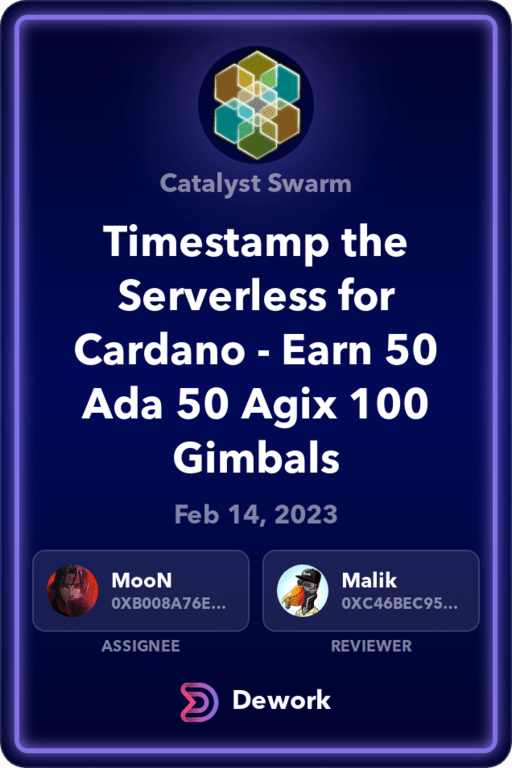 Catalyst Swarm
Timestamp the
Serverless for
Cardano - Earn 50
Ada 50 Agix 100
Gimbals
Feb 14, 2023
MooN
0XB008A76E...
Malik
0XC46BEC95...
ASSIGNEE
REVIEWER
Dework